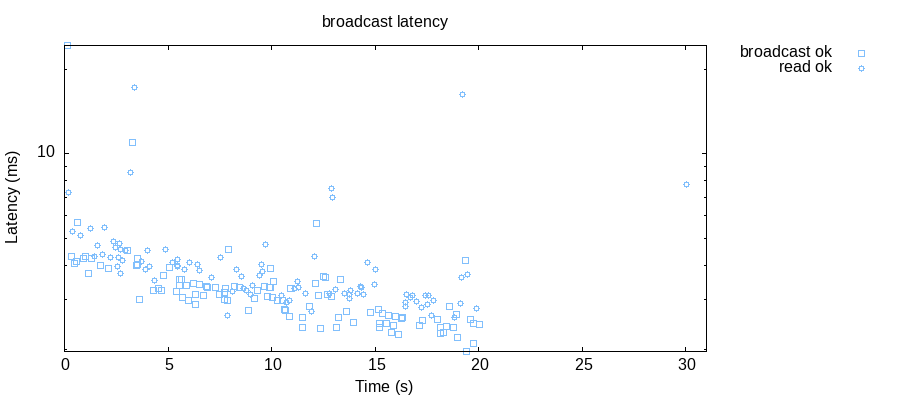 broadcast latency
broadcast ok
read ok
10
Latency (ms)
0 5 10 15 20 25 30
Time (s)